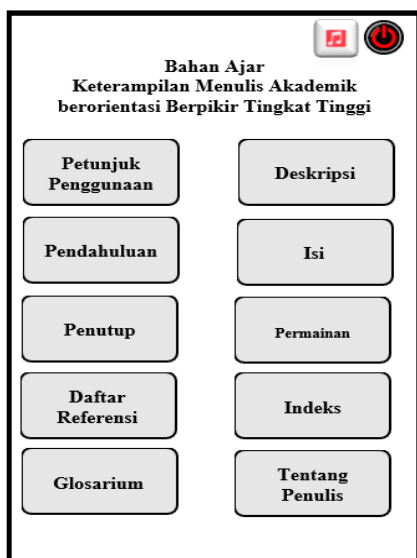 Bahan Ajar
Keterampilan Menulis Akademik
berorientasi Berpikir Tingkat Tinggi
Petunjuk
Penggunaan
Deskripsi
Pendahuluan
Isi
Penutup
Permainan
Daftar
Referensi
Indeks
Glosarium
Tentang
Penulis